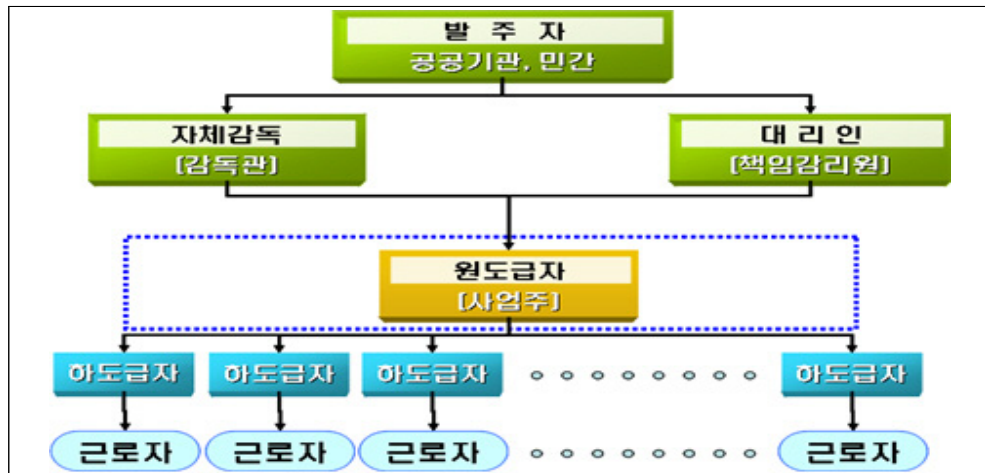 발 주 자
공공기관, 민간
자체감독
[감독관]
대 리 인
[책임감리원]
원도급자
[사업주]
하도급자 하도급자 하도급자 하도급자
근로자 근로자 근로자 근로자